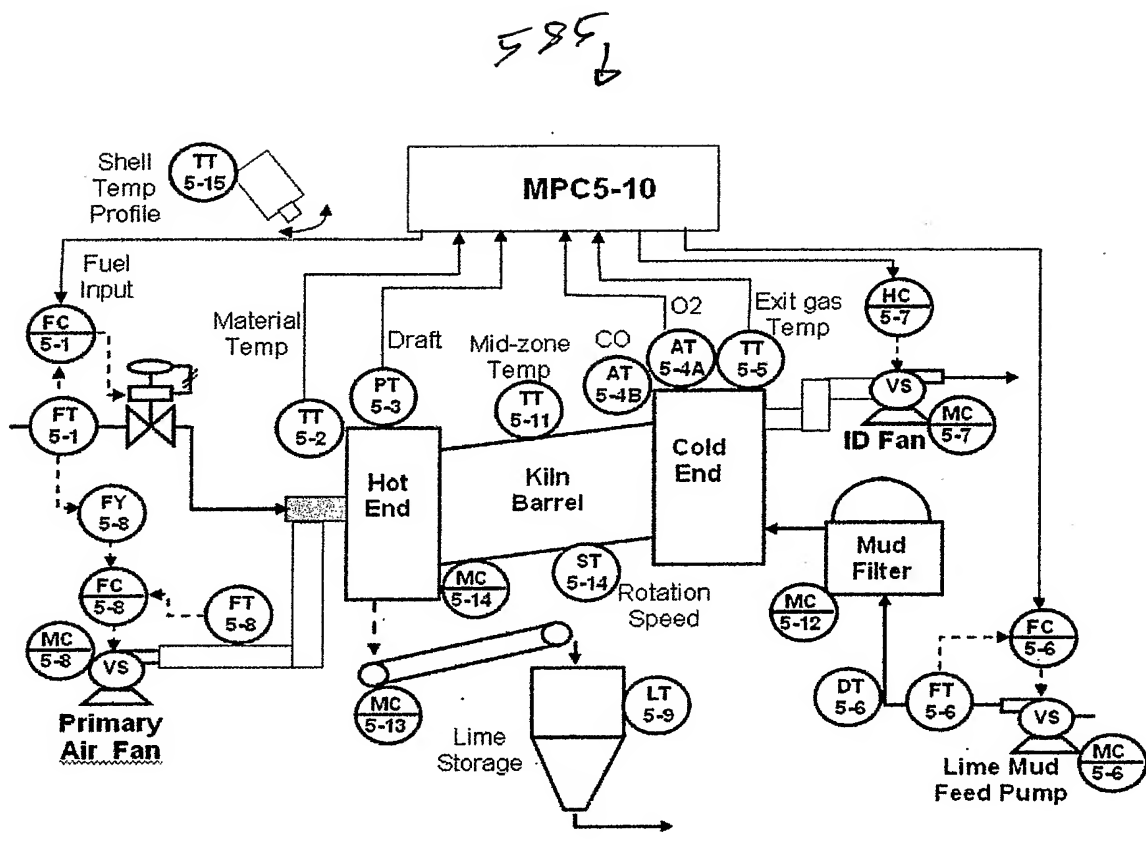 585
MPC5-10
Shell
Temp
Profile
TT
5-15
Fuel
Input
FC
5-1
FT
5-1
FY
5-8
FC
5-8
FT
5-8
MC
5-8
VS
Primary
Air Fan
Material
Temp
TT
5-2
Draft
PT
5-3
Mid-zone
Temp
TT
5-11
CO
AT
5-4B
O2
AT
5-4A
Exit gas
Temp
TT
5-5
HC
5-7
VS
MC
5-7
ID Fan
Hot
End
Kiln
Barrel
Cold
End
MC
5-14
ST
5-14
Rotation
Speed
Mud
Filter
MC
5-12
MC
5-13
Lime
Storage
LT
5-9
DT
5-6
FT
5-6
FC
5-6
VS
MC
5-6
Lime Mud
Feed Pump